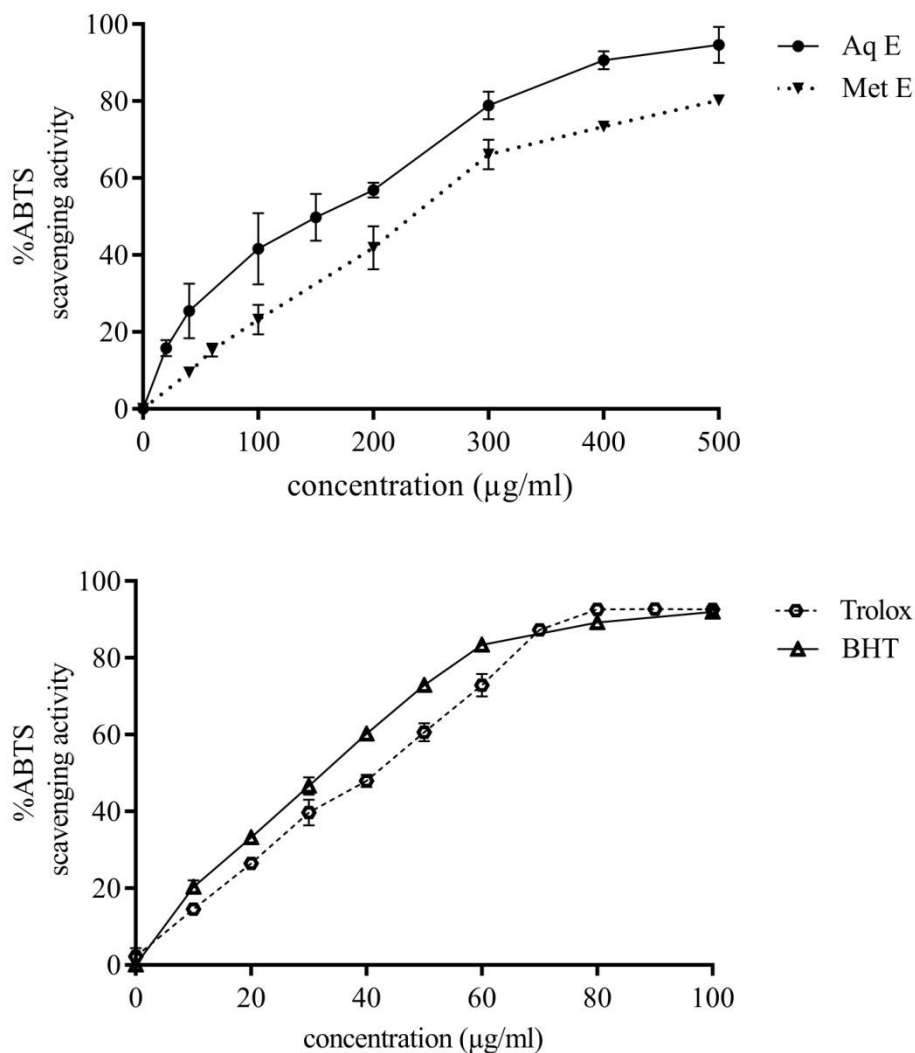 100
80
60
40
20
0
%ABTS
scavenging activity
0 100 200 300 400 500
concentration (µg/ml)
Aq E
Met E
100
80
60
40
20
0
%ABTS
scavenging activity
0 20 40 60 80 100
concentration (µg/ml)
Trolox
BHT